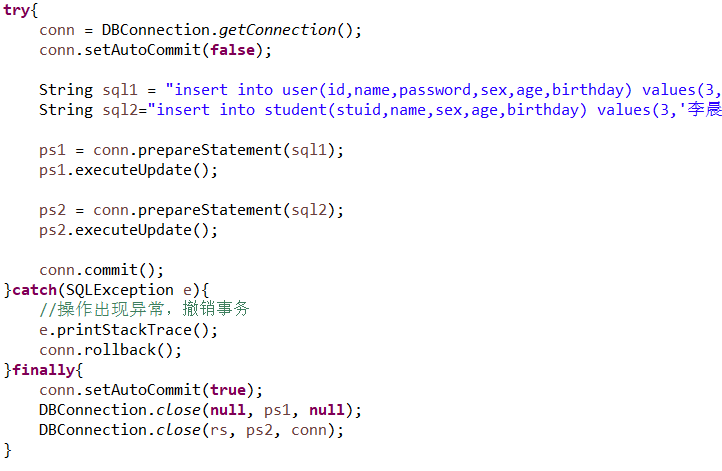 try{
conn = DBConnection.getConnection();
conn.setAutoCommit(false);
String sql1 = "insert into user(id,name,password,sex,age,birthday) values(3,
String sql2="insert into student(stuid,name,sex,age,birthday) values(3,'李晨
ps1 = conn.prepareStatement(sql1);
ps1.executeUpdate();
ps2 = conn.prepareStatement(sql2);
ps2.executeUpdate();
conn.commit();
}catch(SQLException e){
//操作出现异常，撤销事务
e.printStackTrace();
conn.rollback();
}finally{
conn.setAutoCommit(true);
DBConnection.close(null, ps1, null);
DBConnection.close(rs, ps2, conn);
}